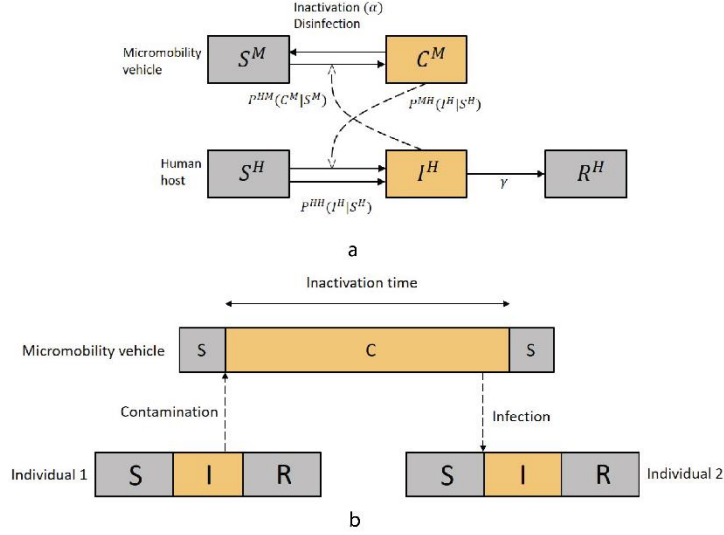 Inactivation (α)
Disinfection
Micromobility
vehicle
S^M
C^M
P^{HM}(C^M|S^M)
P^{MH}(I^H|S^H)
Human
host
S^H
I^H
R^H
γ
P^{HH}(I^H|S^H)
a
Inactivation time
Micromobility vehicle
S
C
S
Contamination
Infection
Individual 1
S
I
R
S
I
R
Individual 2
b